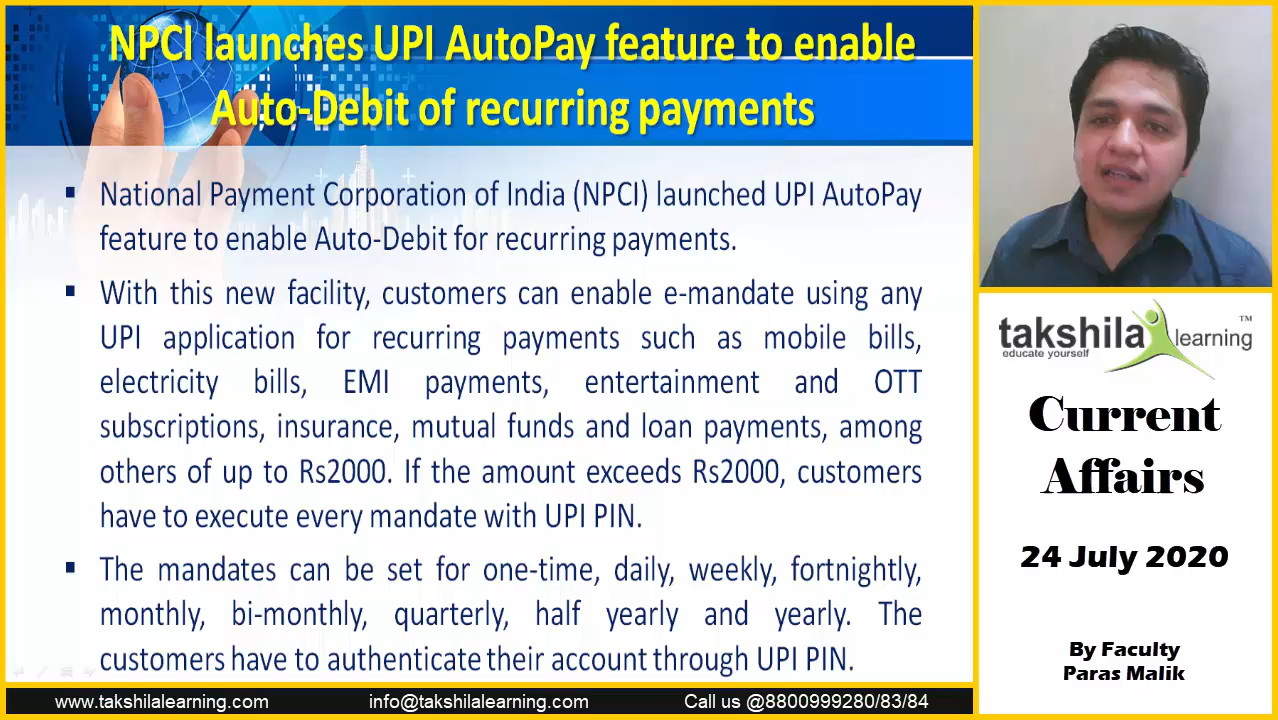 NPCI launches UPI AutoPay feature to enable
Auto-Debit of recurring payments
▪ National Payment Corporation of India (NPCI) launched UPI AutoPay
feature to enable Auto-Debit for recurring payments.
▪ With this new facility, customers can enable e-mandate using any
UPI application for recurring payments such as mobile bills,
electricity bills, EMI payments, entertainment and OTT
subscriptions, insurance, mutual funds and loan payments, among
others of up to Rs2000. If the amount exceeds Rs2000, customers
have to execute every mandate with UPI PIN.
▪ The mandates can be set for one-time, daily, weekly, fortnightly,
monthly, bi-monthly, quarterly, half yearly and yearly. The
customers have to authenticate their account through UPI PIN.
www.takshilalearning.com info@takshilalearning.com Call us @8800999280/83/84
takshila learning TM
educate yourself
Current
Affairs
24 July 2020
By Faculty
Paras Malik